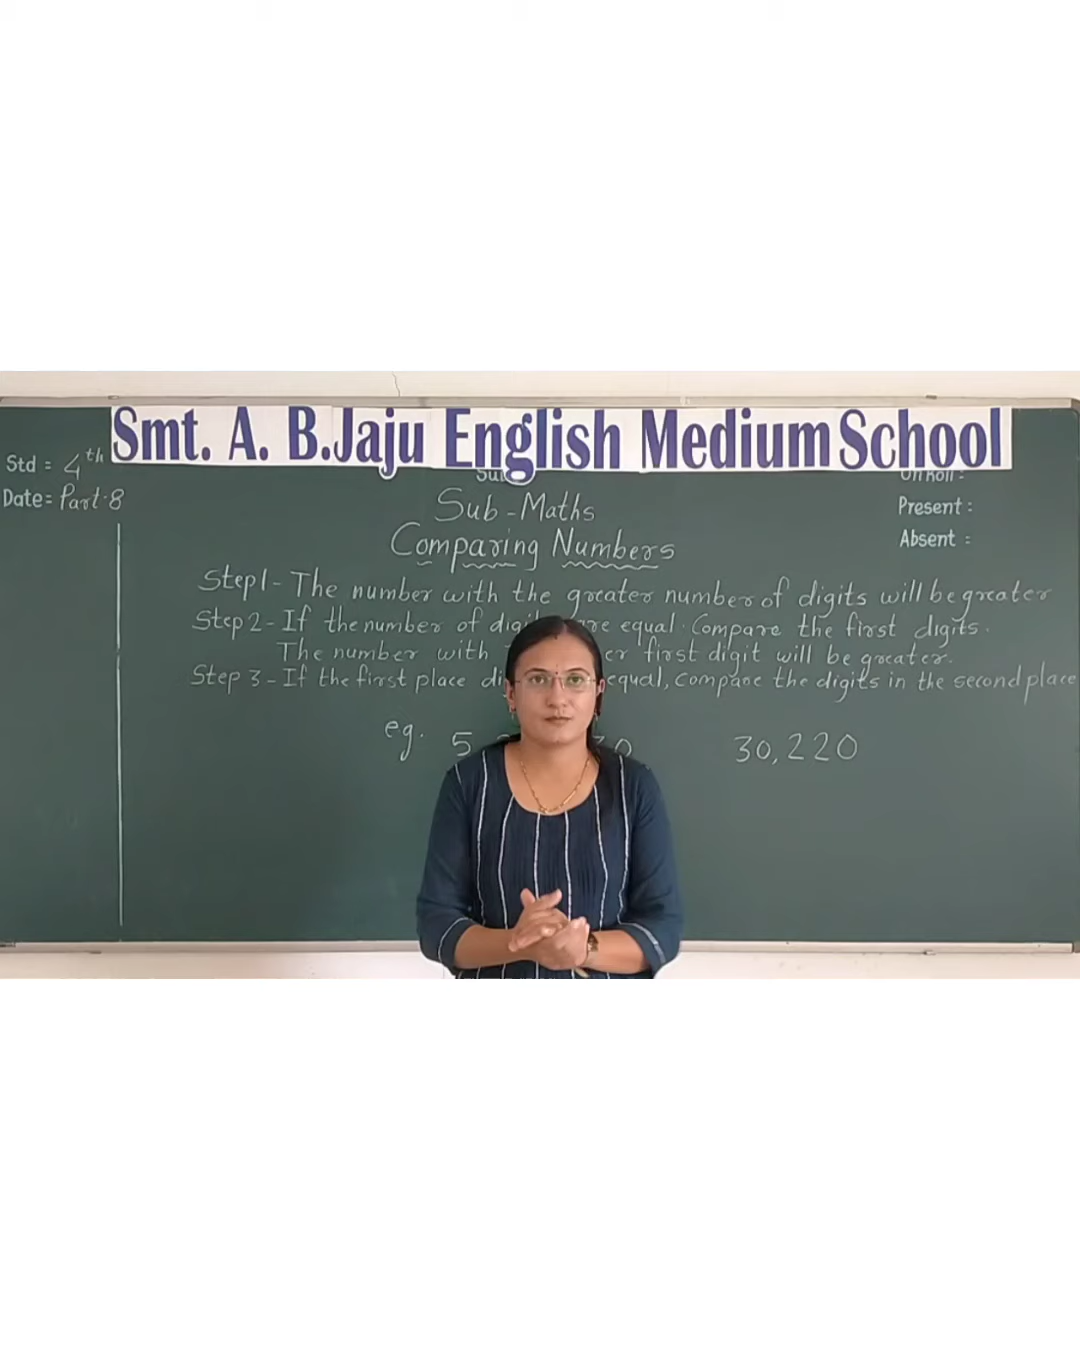 Smt. A. B.Jaju English Medium School
Std = 4th
Date= Part-8
On Roll =
Present :
Absent :
Sub - Maths
Comparing Numbers
Step1- The number with the greater number of digits will be greater
Step 2 - If the number of are equal. Compare the first digits.
The number with first digit will be greater.
Step 3 - If the first place equal, compare the digits in the second place
eg. 30,220